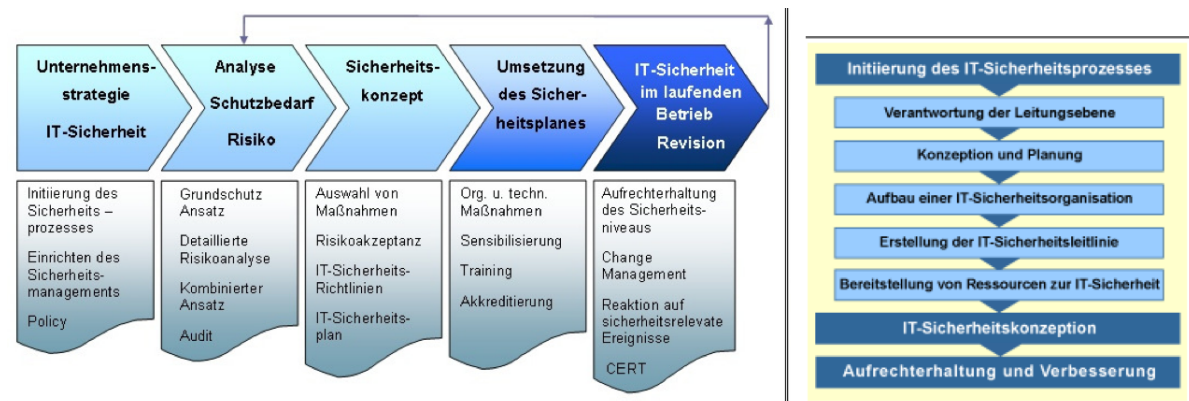 Unternehmens-
strategie
IT-Sicherheit
Analyse
Schutzbedarf
Risiko
Sicherheits-
konzept
Umsetzung
des Sicher-
heitsplanes
IT-Sicherheit
im laufenden
Betrieb
Revision
Initiierung des
Sicherheits –
prozesses
Einrichten des
Sicherheits-
managements
Policy
Grundschutz
Ansatz
Detaillierte
Risikoanalyse
Kombinierter
Ansatz
Audit
Auswahl von
Maßnahmen
Risikoakzeptanz
IT-Sicherheits-
Richtlinien
IT-Sicherheits-
plan
Org. u. techn.
Maßnahmen
Sensibilisierung
Training
Akkreditierung
Aufrechterhaltung
des Sicherheits-
niveaus
Change
Management
Reaktion auf
sicherheitsrelevate
Ereignisse
CERT
Initiierung des IT-Sicherheitsprozesses
Verantwortung der Leitungsebene
Konzeption und Planung
Aufbau einer IT-Sicherheitsorganisation
Erstellung der IT-Sicherheitsleitlinie
Bereitstellung von Ressourcen zur IT-Sicherheit
IT-Sicherheitskonzeption
Aufrechterhaltung und Verbesserung